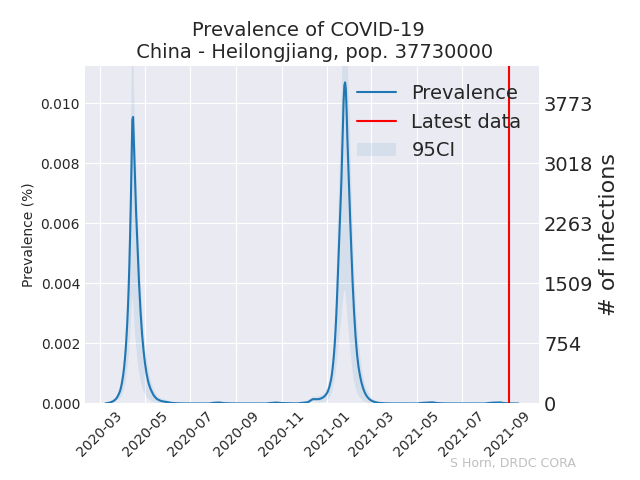 Prevalence of COVID-19
China - Heilongjiang, pop. 37730000
Prevalence
Latest data
95CI
Prevalence (%)
0.010
0.008
0.006
0.004
0.002
0.000
3773
3018
2263
1509
754
0
# of infections
2020-03
2020-05
2020-07
2020-09
2020-11
2021-01
2021-03
2021-05
2021-07
2021-09
S Horn, DRDC CORA